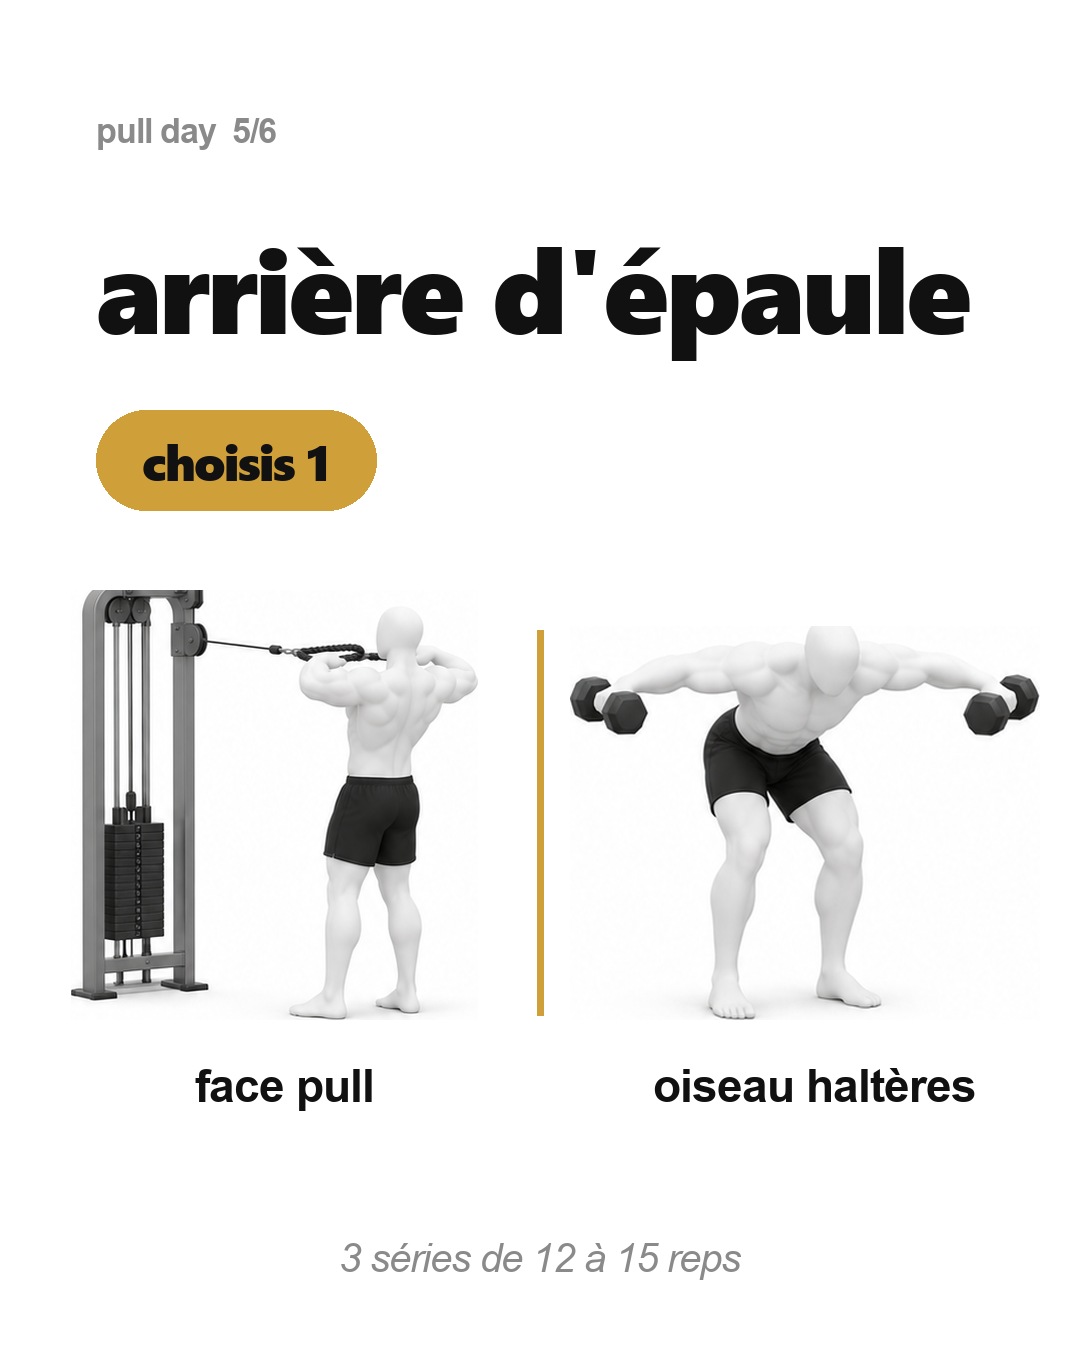 pull day 5/6
arrière d'épaule
choisis 1
face pull
oiseau haltères
3 séries de 12 à 15 reps